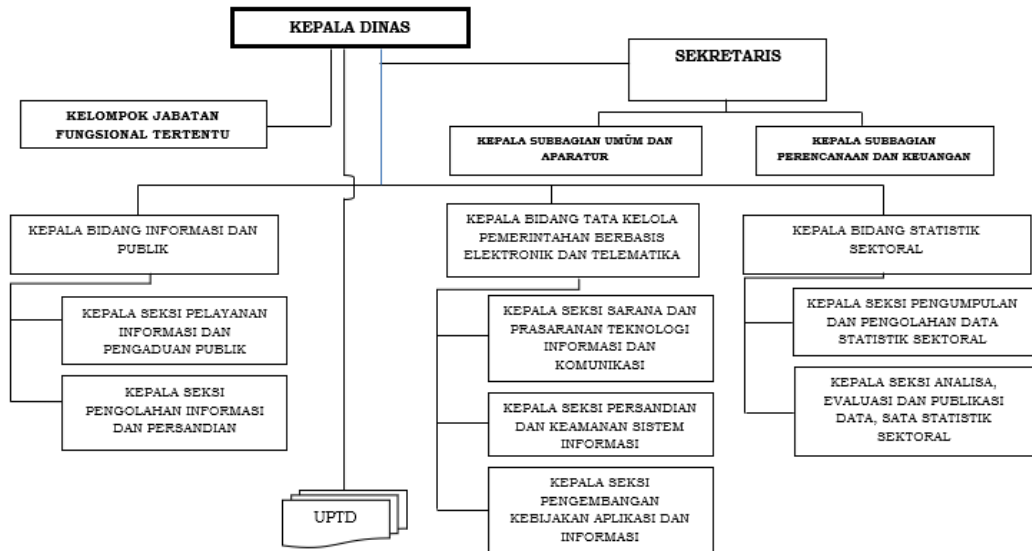 KEPALA DINAS
SEKRETARIS
KELOMPOK JABATAN
FUNGSIONAL TERTENTU
KEPALA SUBBAGIAN UMŪM DAN
APARATUR
KEPALA SUBBAGIAN
PERENCANAAN DAN KEUANGAN
KEPALA BIDANG INFORMASI DAN
PUBLIK
KEPALA BIDANG TATA KELOLA
PEMERINTAHAN BERBASIS
ELEKTRONIK DAN TELEMATIKA
KEPALA BIDANG STATISTIK
SEKTORAL
KEPALA SEKSI PELAYANAN
INFORMASI DAN
PENGADUAN PUBLIK
KEPALA SEKSI
PENGOLAHAN INFORMASI
DAN PERSANDIAN
KEPALA SEKSI SARANA DAN
PRASARANAN TEKNOLOGI
INFORMASI DAN
KOMUNIKASI
KEPALA SEKSI PERSANDIAN
DAN KEAMANAN SISTEM
INFORMASI
KEPALA SEKSI
PENGEMBANGAN
KEBIJAKAN APLIKASI DAN
INFORMASI
KEPALA SEKSI PENGUMPULAN
DAN PENGOLAHAN DATA
STATISTIK SEKTORAL
KEPALA SEKSI ANALISA,
EVALUASI DAN PUBLIKASI
DATA, SATA STATISTIK
SEKTORAL
UPTD